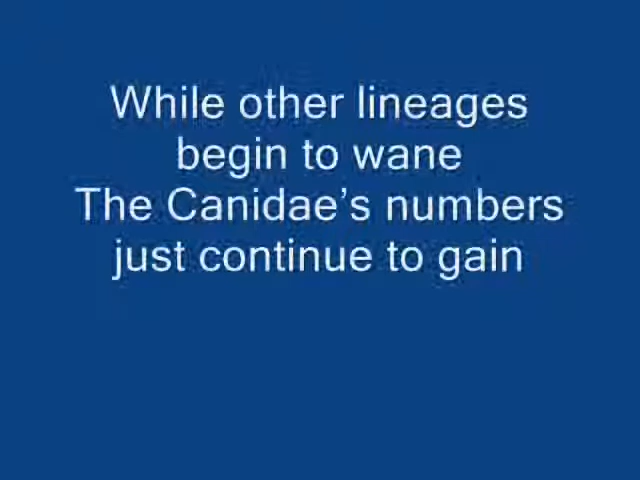 While other lineages
begin to wane
The Canidae’s numbers
just continue to gain